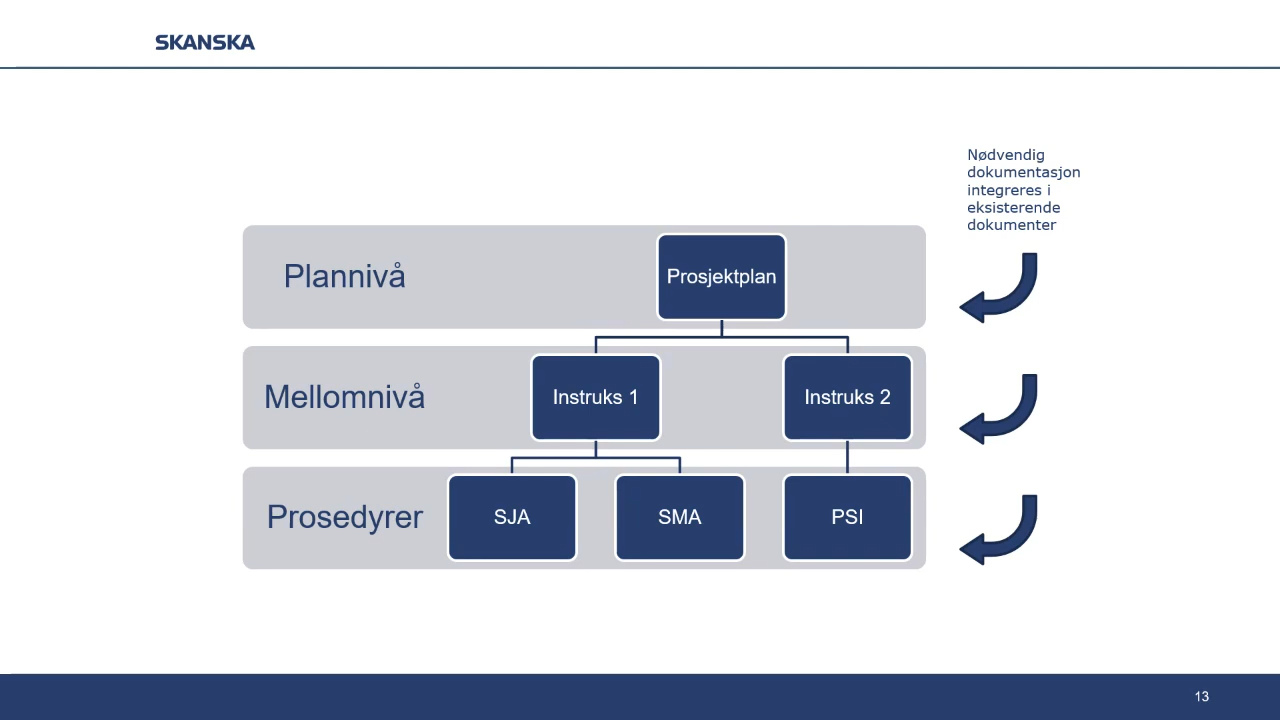 SKANSKA
Nødvendig
dokumentasjon
integreres i
eksisterende
dokumenter
Plannivå
Prosjektplan
Mellomnivå
Instruks 1
Instruks 2
Prosedyrer
SJA
SMA
PSI
13